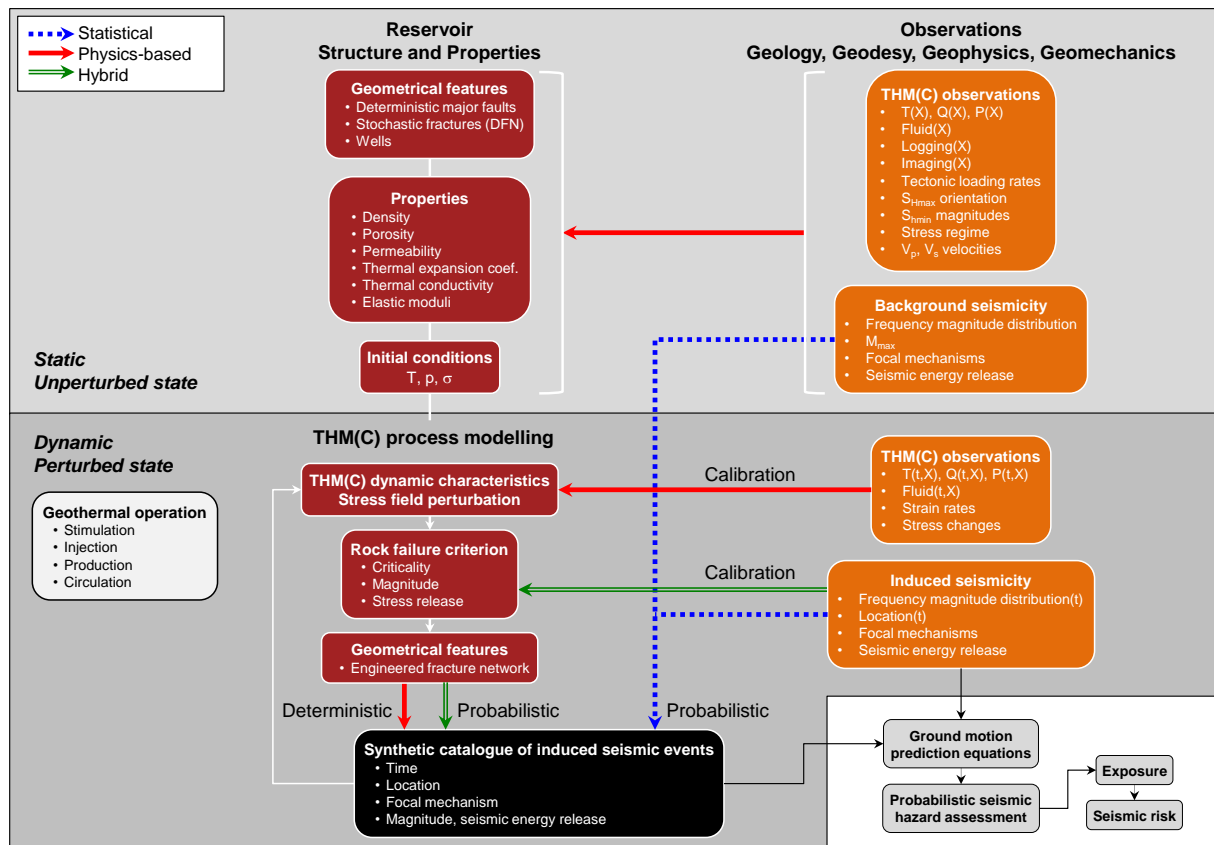 Statistical
Physics-based
Hybrid
Reservoir
Structure and Properties
Observations
Geology, Geodesy, Geophysics, Geomechanics
Geometrical features
• Deterministic major faults
• Stochastic fractures (DFN)
• Wells
Properties
• Density
• Porosity
• Permeability
• Thermal expansion coef.
• Thermal conductivity
• Elastic moduli
Initial conditions
T, p, σ
THM(C) observations
• T(X), Q(X), P(X)
• Fluid(X)
• Logging(X)
• Imaging(X)
• Tectonic loading rates
• SHmax orientation
• Shmin magnitudes
• Stress regime
• Vp, Vs velocities
Background seismicity
• Frequency magnitude distribution
• Mmax
• Focal mechanisms
• Seismic energy release
Static
Unperturbed state
Dynamic
Perturbed state
Geothermal operation
• Stimulation
• Injection
• Production
• Circulation
THM(C) process modelling
THM(C) dynamic characteristics
Stress field perturbation
Rock failure criterion
• Criticality
• Magnitude
• Stress release
Geometrical features
• Engineered fracture network
Calibration
Calibration
THM(C) observations
• T(t,X), Q(t,X), P(t,X)
• Fluid(t,X)
• Strain rates
• Stress changes
Induced seismicity
• Frequency magnitude distribution(t)
• Location(t)
• Focal mechanisms
• Seismic energy release
Deterministic
Probabilistic
Probabilistic
Synthetic catalogue of induced seismic events
• Time
• Location
• Focal mechanism
• Magnitude, seismic energy release
Ground motion
prediction equations
Probabilistic seismic
hazard assessment
Exposure
Seismic risk